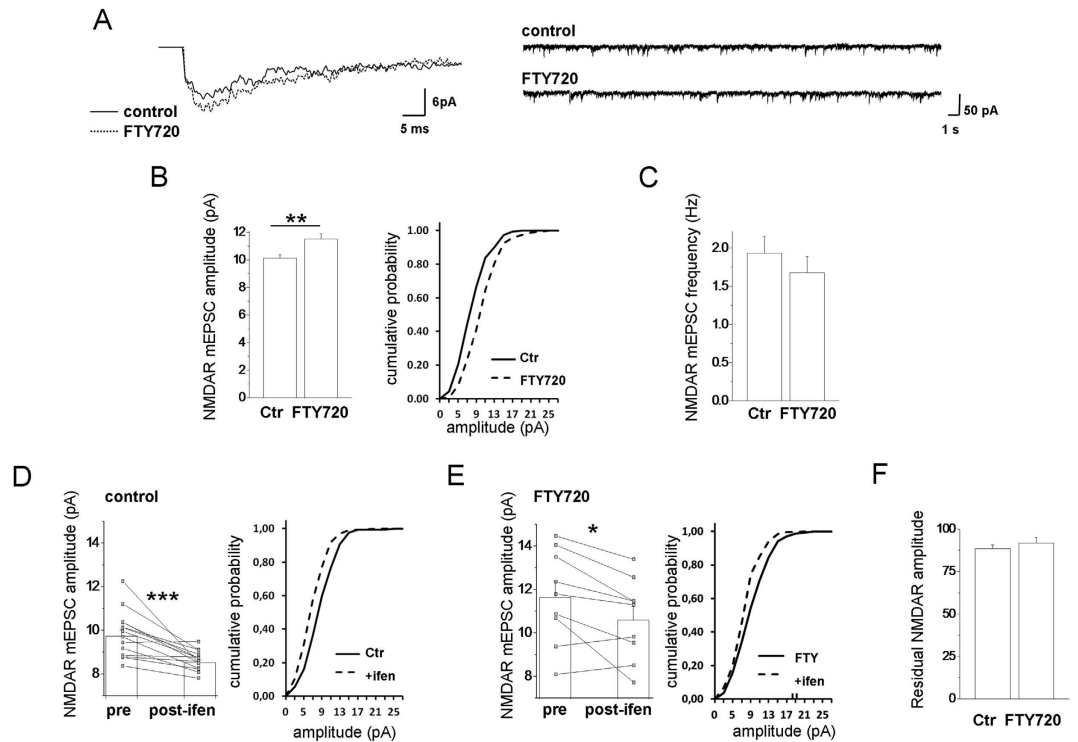 A
control
FTY720
6pA
5 ms
control
FTY720
50 pA
1 s
B
NMDAR mEPSC amplitude (pA)
12
10
8
6
4
2
0
**
Ctr FTY720
cumulative probability
1.00
0.80
0.60
0.40
0.20
0.00
Ctr
FTY720
0 2 5 9 13 17 21 25
amplitude (pA)
C
NMDAR mEPSC frequency (Hz)
2.0
1.5
1.0
0.5
0.0
Ctr FTY720
D
control
NMDAR mEPSC amplitude (pA)
14
12
10
8
***
pre post-ifen
cumulative probability
1,00
0,80
0,60
0,40
0,20
0,00
Ctr
+ifen
0 2 5 9 13 17 21 25
amplitude (pA)
E
FTY720
NMDAR mEPSC amplitude (pA)
14
12
10
8
*
pre post-ifen
cumulative probability
1,00
0,80
0,60
0,40
0,20
0,00
FTY
+ifen
0 2 5 9 13 17 21 25
amplitude (pA)
F
Residual NMDAR amplitude
100
75
50
25
0
Ctr FTY720